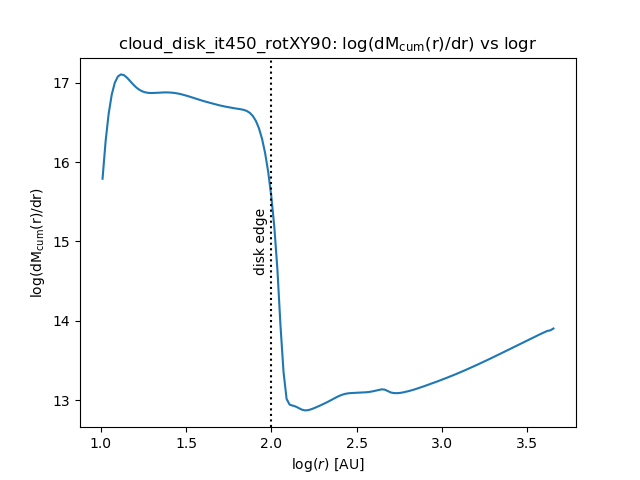 cloud_disk_it450_rotXY90: log(dM_cum(r)/dr) vs logr
log(dM_cum(r)/dr)
17
16
15
14
13
disk edge
1.0 1.5 2.0 2.5 3.0 3.5
log(r) [AU]